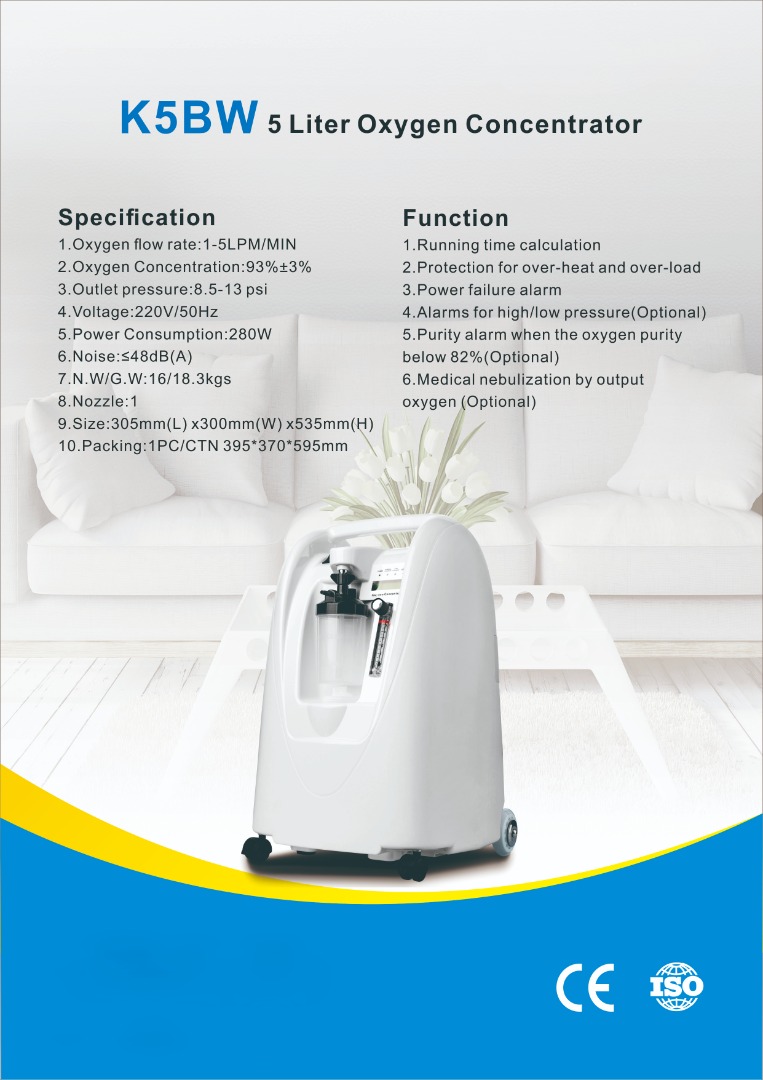 K5BW 5 Liter Oxygen Concentrator
Specification
1.Oxygen flow rate:1-5LPM/MIN
2.Oxygen Concentration:93%±3%
3.Outlet pressure:8.5-13 psi
4.Voltage:220V/50Hz
5.Power Consumption:280W
6.Noise:≤48dB(A)
7.N.W/G.W:16/18.3kgs
8.Nozzle:1
9.Size:305mm(L) x300mm(W) x535mm(H)
10.Packing:1PC/CTN 395*370*595mm
Function
1.Running time calculation
2.Protection for over-heat and over-load
3.Power failure alarm
4.Alarms for high/low pressure(Optional)
5.Purity alarm when the oxygen purity
below 82%(Optional)
6.Medical nebulization by output
oxygen (Optional)
CE
ISO